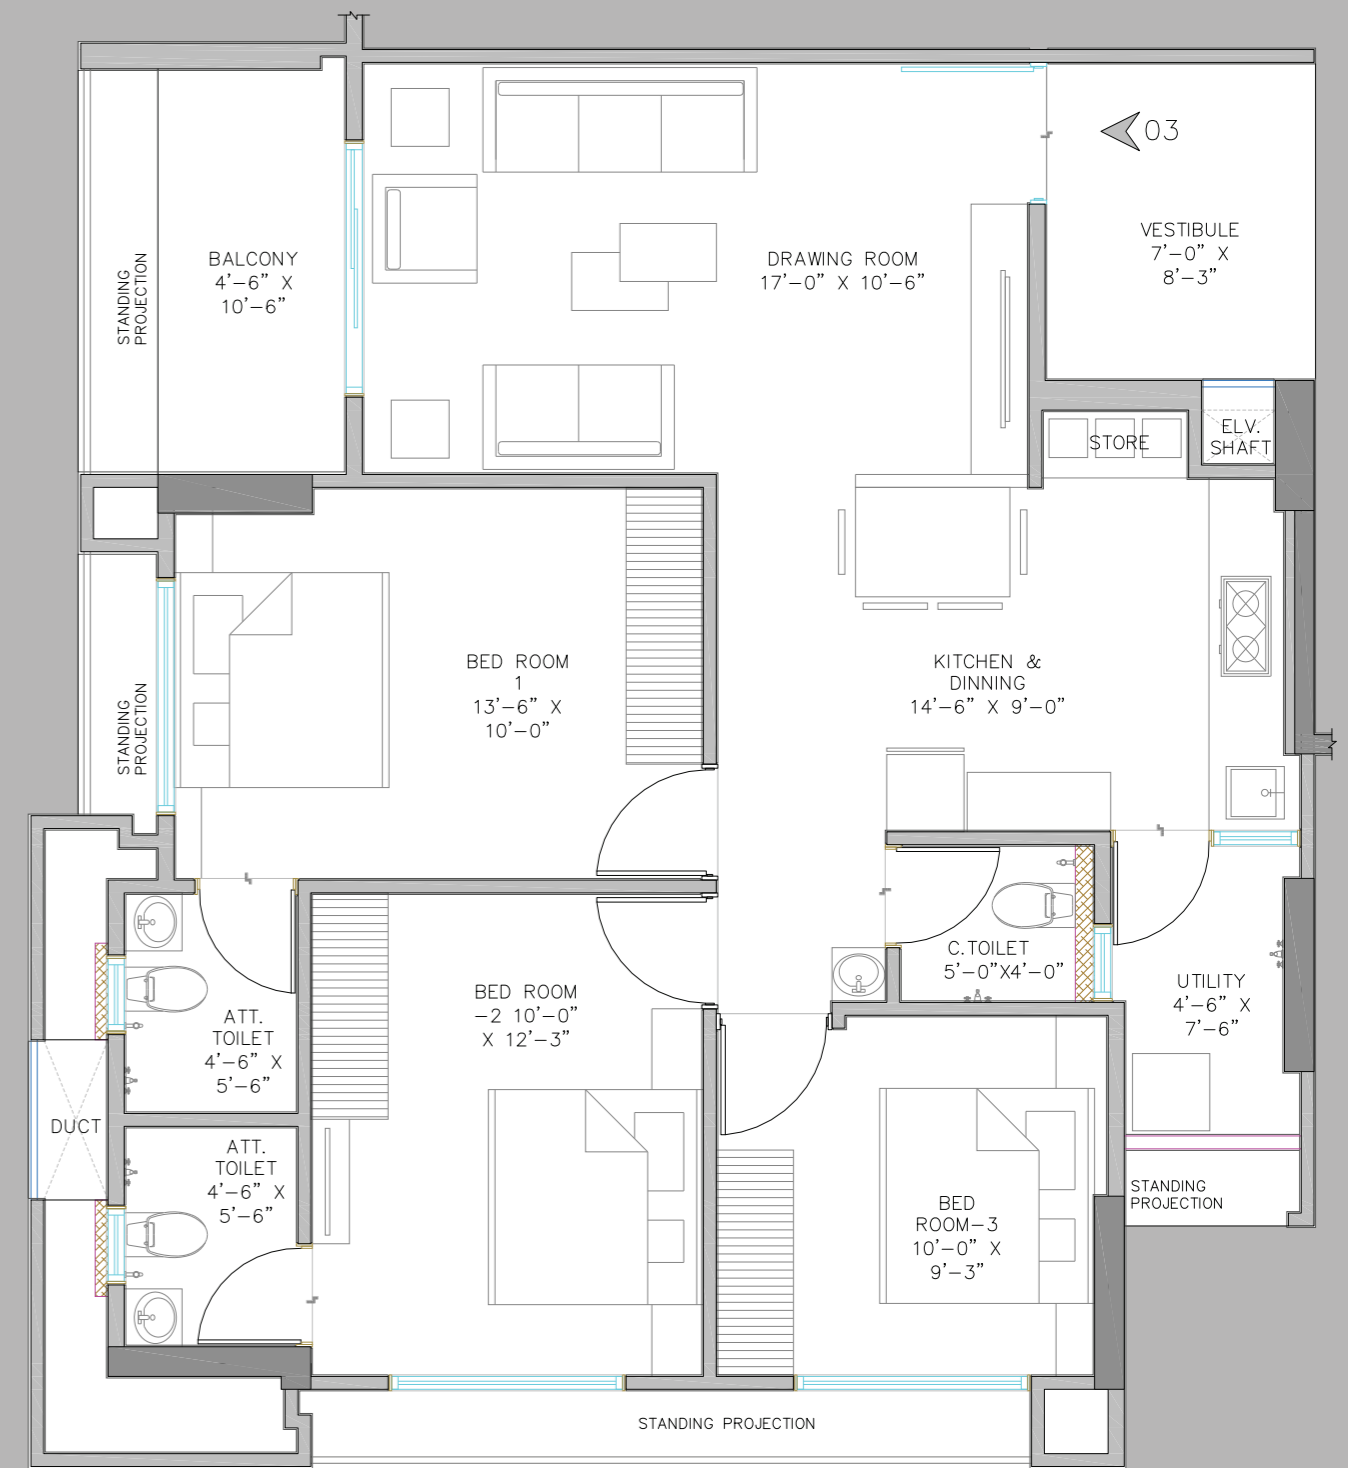 03
VESTIBULE
7'-0" X
8'-3"
DRAWING ROOM
17'-0" X 10'-6"
BALCONY
4'-6" X
10'-6"
STANDING
PROJECTION
STORE
ELV.
SHAFT
BED ROOM
1
13'-6" X
10'-0"
STANDING
PROJECTION
KITCHEN &
DINNING
14'-6" X 9'-0"
C.TOILET
5'-0"X4'-0"
UTILITY
4'-6" X
7'-6"
BED ROOM
-2 10'-0"
X 12'-3"
ATT.
TOILET
4'-6" X
5'-6"
DUCT
ATT.
TOILET
4'-6" X
5'-6"
STANDING
PROJECTION
BED
ROOM-3
10'-0" X
9'-3"
STANDING PROJECTION